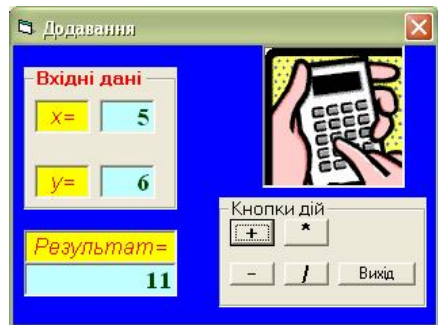 Додавання
Вхідні дані
x= 5
y= 6
Результат=
11
Кнопки дій
+ *
- / Вихід